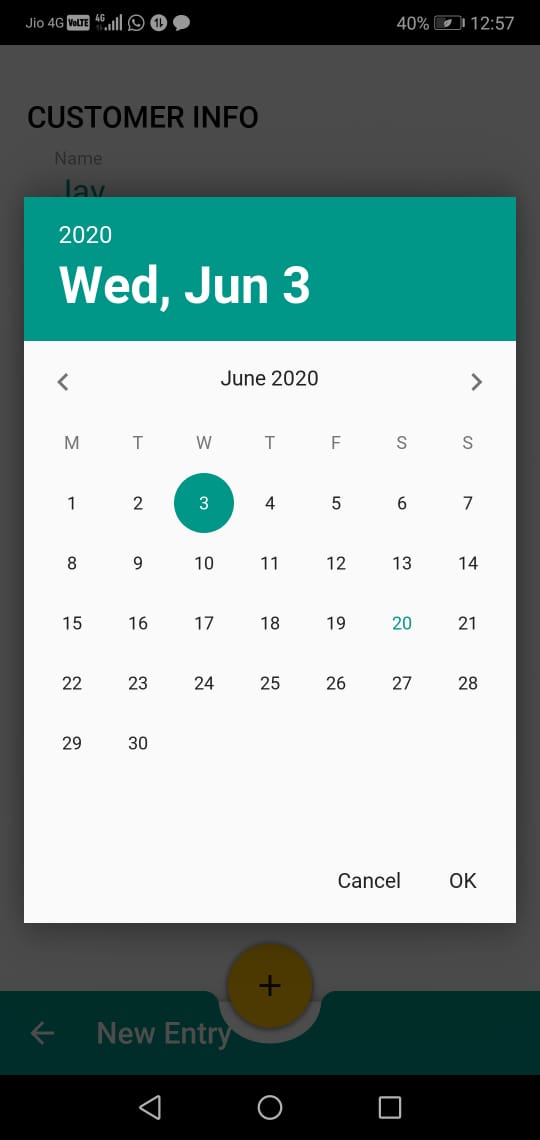 Jio 4G VoLTE 4G 40% 12:57
CUSTOMER INFO
Name
Jay
2020
Wed, Jun 3
June 2020
M T W T F S S
1 2 3 4 5 6 7
8 9 10 11 12 13 14
15 16 17 18 19 20 21
22 23 24 25 26 27 28
29 30
Cancel OK
+
New Entry